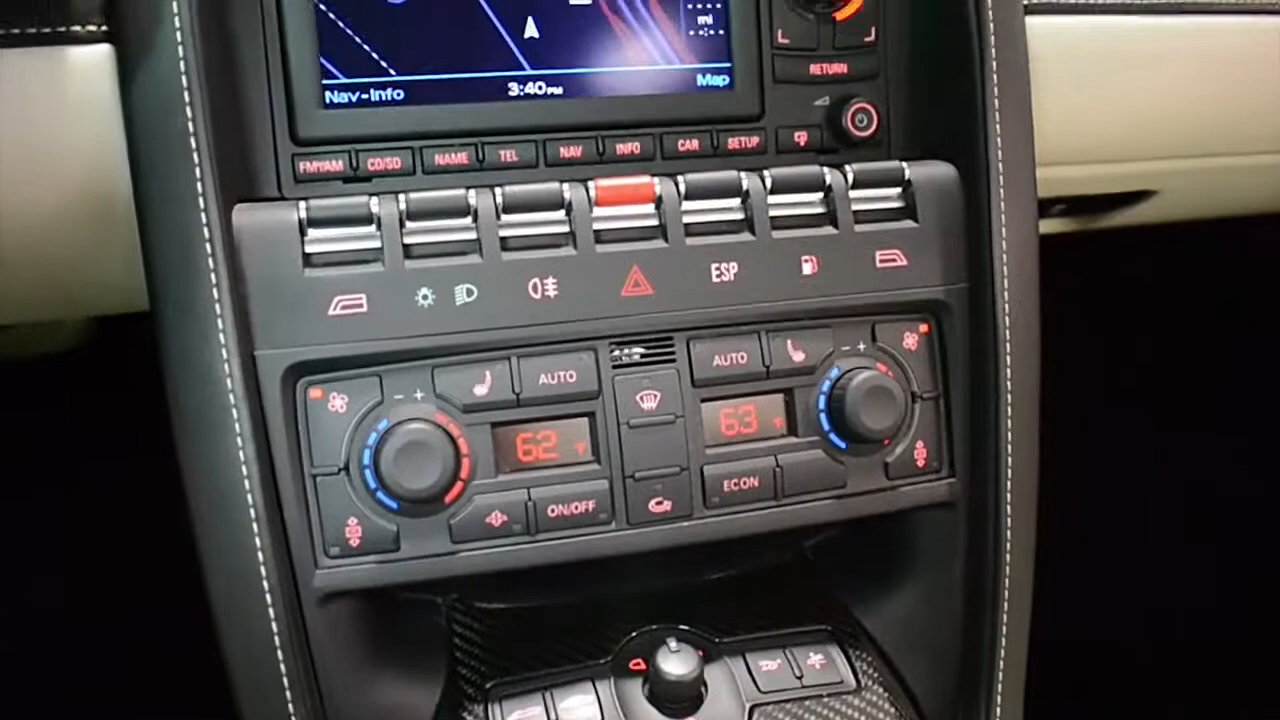 mi
Nav-Info 3:40PM Map
RETURN
FM/AM CD/SD NAME TEL NAV INFO CAR SETUP
ESP
- + AUTO AUTO - +
62 °F 63 °F
ON/OFF ECON